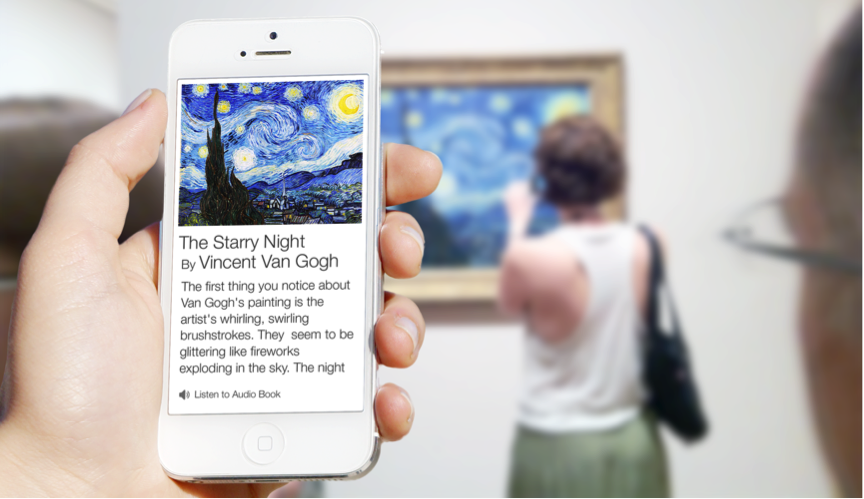 The Starry Night
By Vincent Van Gogh
The first thing you notice about
Van Gogh's painting is the
artist's whirling, swirling
brushstrokes. They seem to be
glittering like fireworks
exploding in the sky. The night
Listen to Audio Book